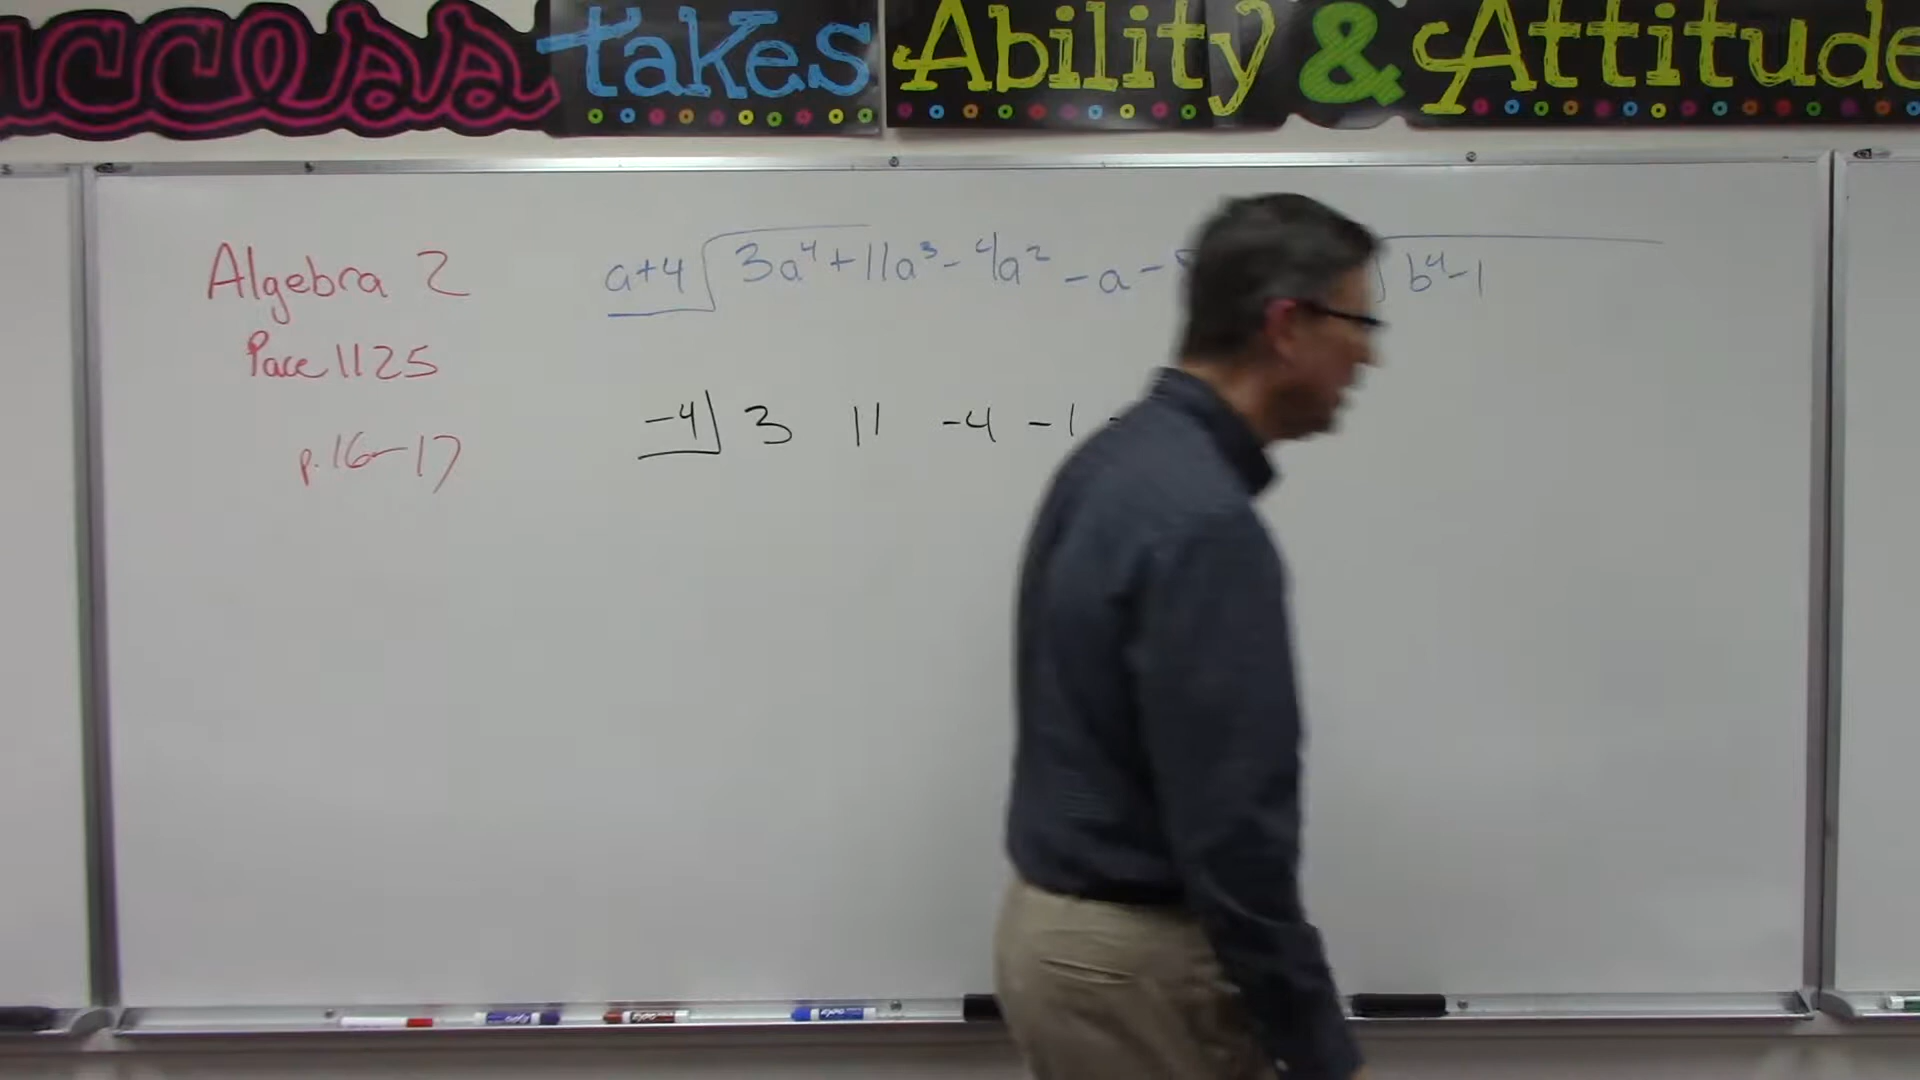 Success takes Ability & Attitude
Algebra 2
Pace 1125
p. 16-17
a+4 3a⁴ + 11a³ - 4a² - a -
b⁴ - 1
-4 3 11 -4 -1